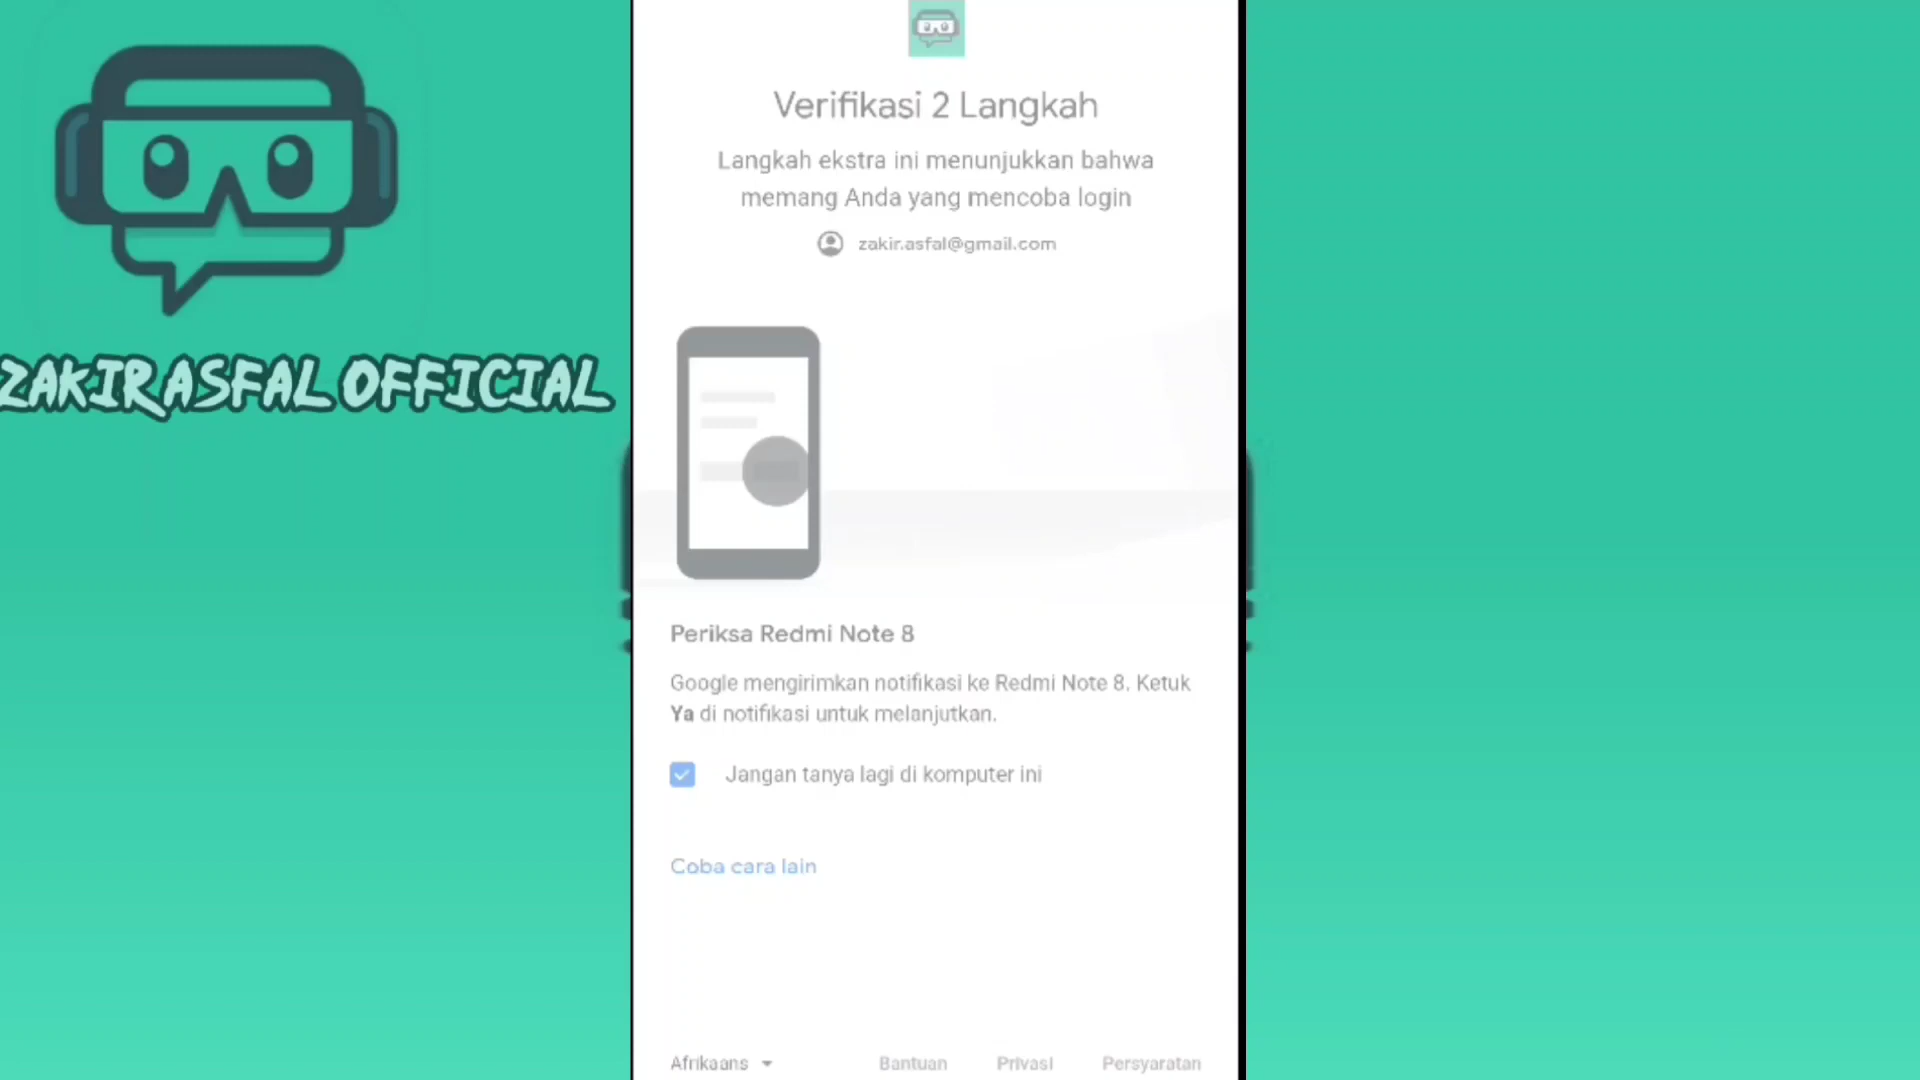 ZAKIR ASFAL OFFICIAL
Verifikasi 2 Langkah
Langkah ekstra ini menunjukkan bahwa
memang Anda yang mencoba login
zakir.asfal@gmail.com
Periksa Redmi Note 8
Google mengirimkan notifikasi ke Redmi Note 8. Ketuk
Ya di notifikasi untuk melanjutkan.
Jangan tanya lagi di komputer ini
Coba cara lain
Afrikaans Bantuan Privasi Persyaratan